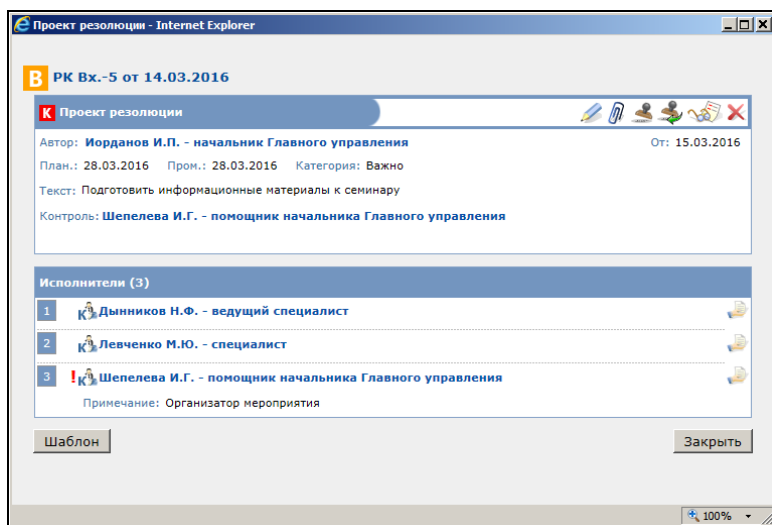 Проект резолюции - Internet Explorer
В РК Вх.-5 от 14.03.2016
К Проект резолюции
Автор: Иорданов И.П. - начальник Главного управления От: 15.03.2016
План.: 28.03.2016 Пром.: 28.03.2016 Категория: Важно
Текст: Подготовить информационные материалы к семинару
Контроль: Шепелева И.Г. - помощник начальника Главного управления
Исполнители (3)
1 К Дынников Н.Ф. - ведущий специалист
2 К Левченко М.Ю. - специалист
3 ! К Шепелева И.Г. - помощник начальника Главного управления
Примечание: Организатор мероприятия
Шаблон Закрыть
100%